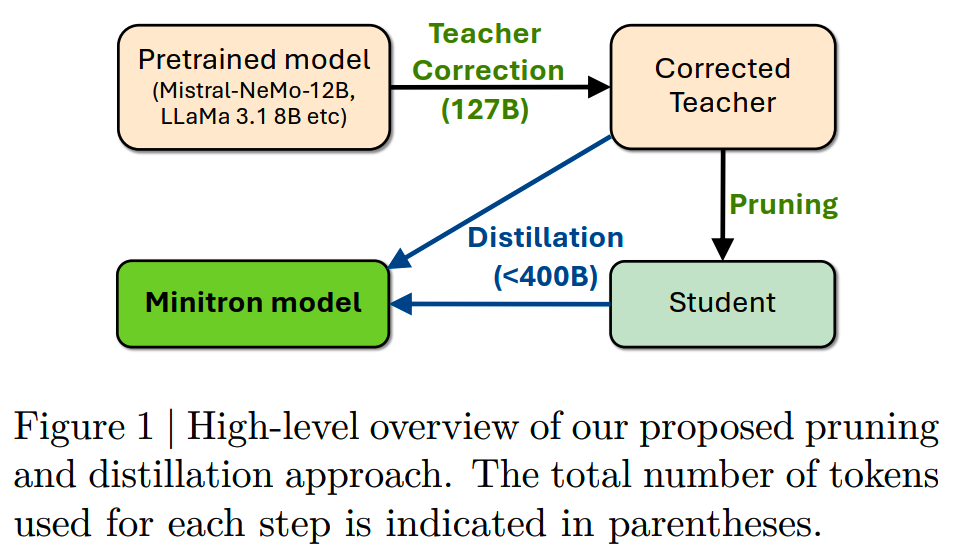 Pretrained model
(Mistral-NeMo-12B,
LLaMa 3.1 8B etc)
Teacher
Correction
(127B)
Corrected
Teacher
Pruning
Distillation
(<400B)
Minitron model
Student
Figure 1 | High-level overview of our proposed pruning
and distillation approach. The total number of tokens
used for each step is indicated in parentheses.